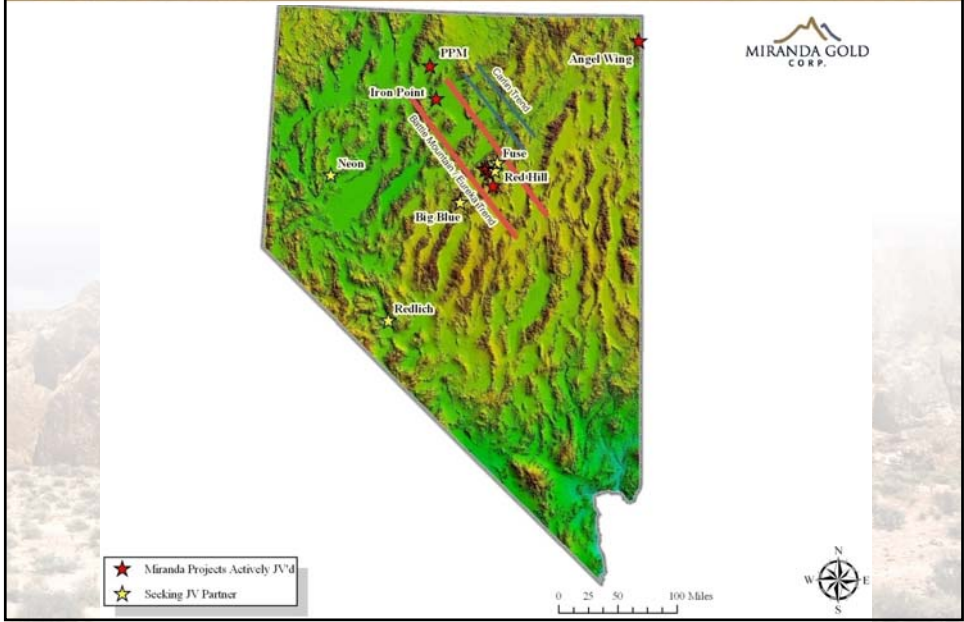 MIRANDA GOLD
CORP.
PPM
Angel Wing
Carlin Trend
Iron Point
Battle Mountain / Eureka Trend
Fuse
Neon
Red Hill
Big Blue
Redlich
Miranda Projects Actively JV'd
Seeking JV Partner
0 25 50 100 Miles
N
W E
S